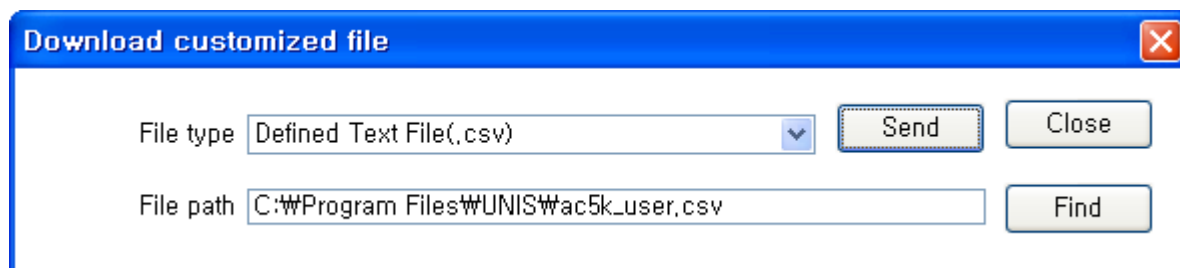 Download customized file
File type Defined Text File(.csv) Send Close
File path C:₩Program Files₩UNIS₩ac5k_user.csv Find